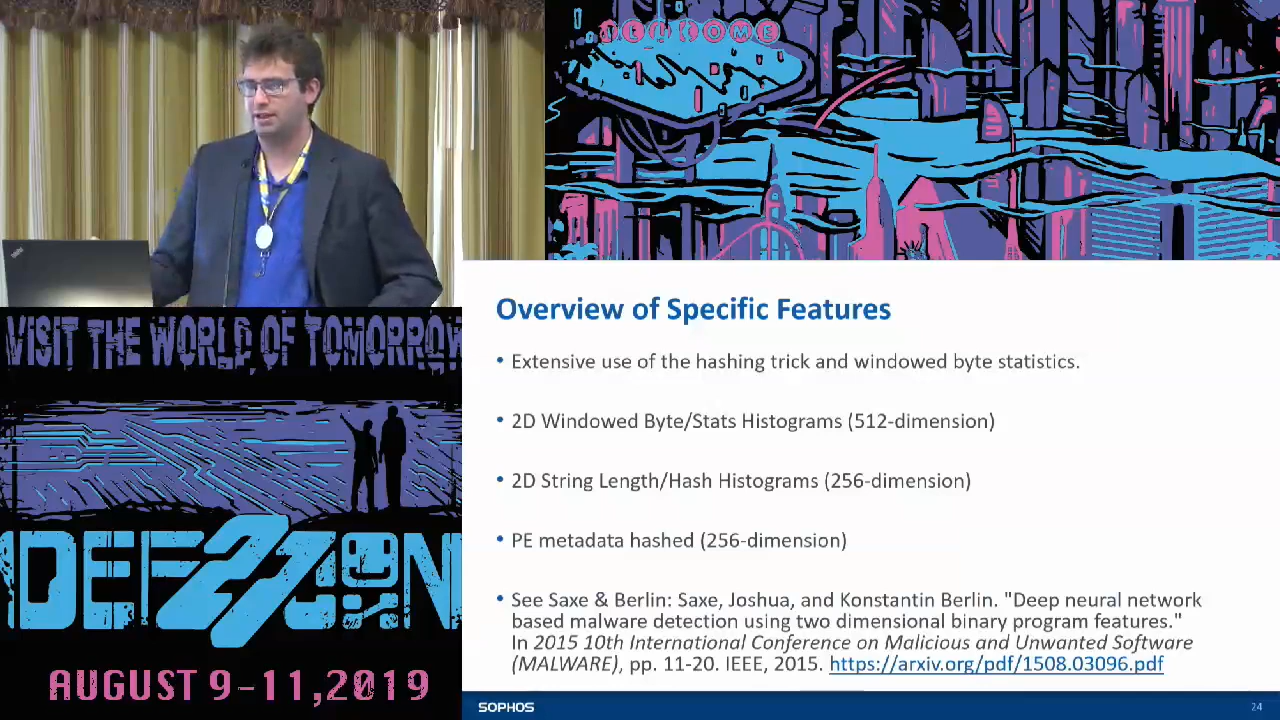 WELCOME
Overview of Specific Features
• Extensive use of the hashing trick and windowed byte statistics.
• 2D Windowed Byte/Stats Histograms (512-dimension)
• 2D String Length/Hash Histograms (256-dimension)
• PE metadata hashed (256-dimension)
• See Saxe & Berlin: Saxe, Joshua, and Konstantin Berlin. "Deep neural network
based malware detection using two dimensional binary program features."
In 2015 10th International Conference on Malicious and Unwanted Software
(MALWARE), pp. 11-20. IEEE, 2015. https://arxiv.org/pdf/1508.03096.pdf
SOPHOS
24
VISIT THE WORLD OF TOMORROW
DEF27CON
AUGUST 9-11,2019